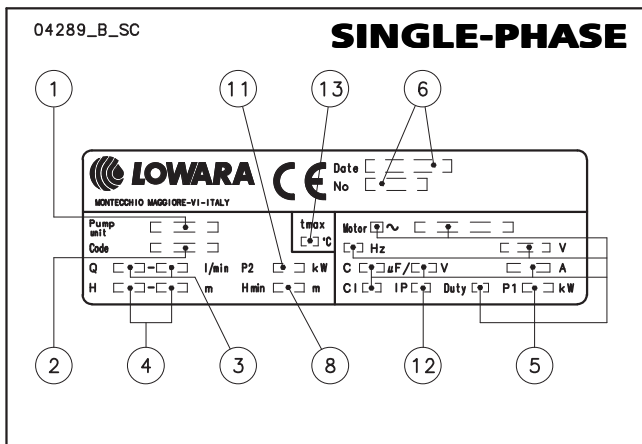 04289_B_SC
SINGLE-PHASE
1
11
13
6
LOWARA CE
MONTECCHIO MAGGIORE-VI-ITALY
Date
No
Pump unit
Code
tmax
°C
Motor ~
Hz V
Q - l/min P2 kW
C µF/ V A
H - m Hmin m
Cl IP Duty P1 kW
2
4
3
8
12
5